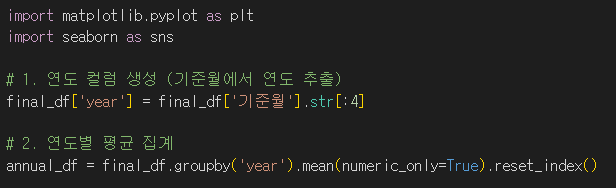 import matplotlib.pyplot as plt
import seaborn as sns
# 1. 연도 컬럼 생성 (기준월에서 연도 추출)
final_df['year'] = final_df['기준월'].str[:4]
# 2. 연도별 평균 집계
annual_df = final_df.groupby('year').mean(numeric_only=True).reset_index()